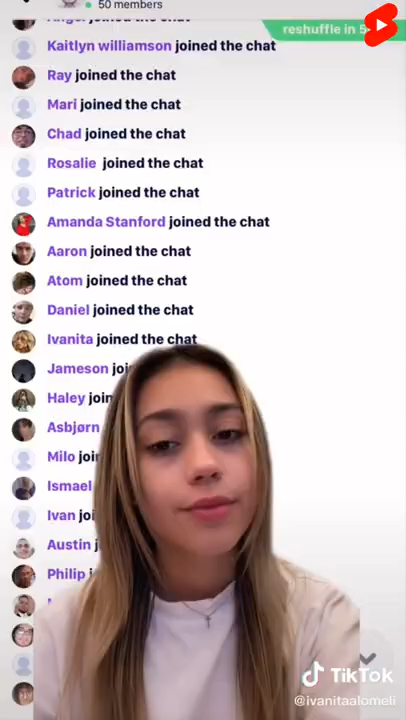 50 members
joined the chat
reshuffle in
Kaitlyn williamson joined the chat
Ray joined the chat
Mari joined the chat
Chad joined the chat
Rosalie joined the chat
Patrick joined the chat
Amanda Stanford joined the chat
Aaron joined the chat
Atom joined the chat
Daniel joined the chat
Ivanita joined the chat
Jameson
Haley
Asbjørn
Milo
Ismael
Ivan
Austin
Philip
TikTok
@ivanitaalomeli